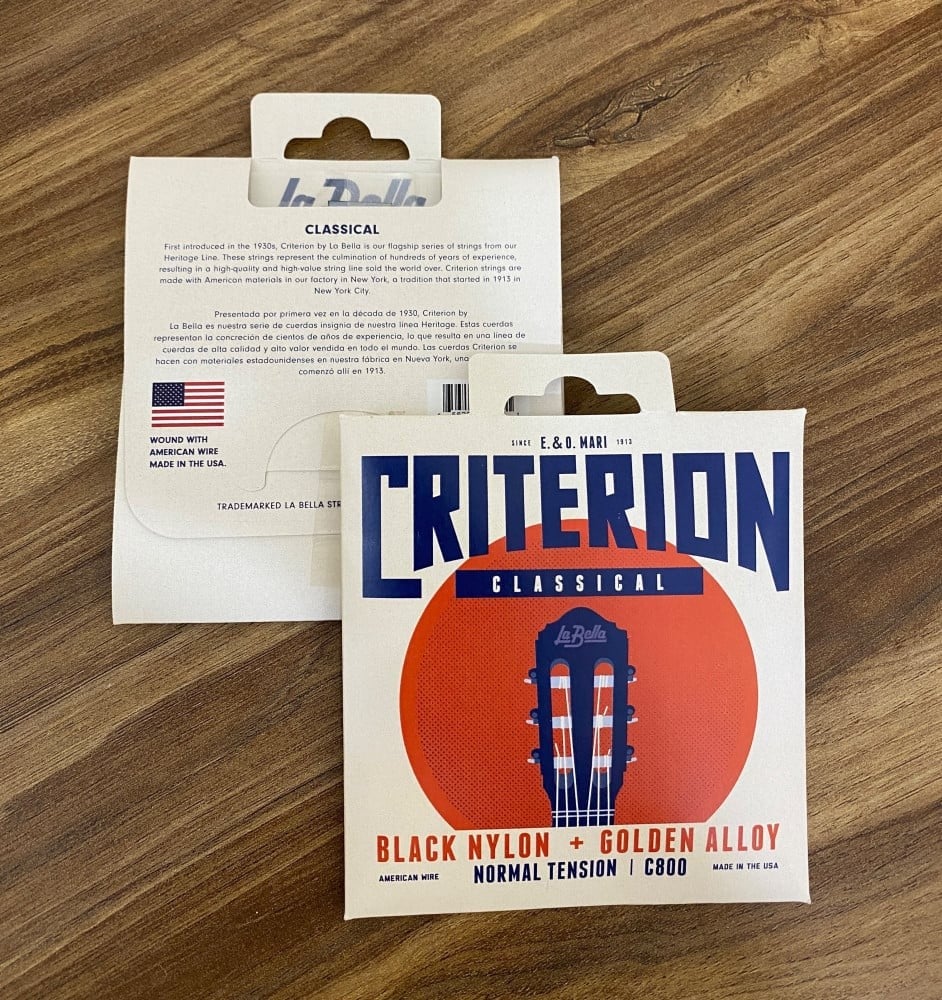 La Bella
CLASSICAL
First introduced in the 1930s, Criterion by La Bella is our flagship series of strings from our
Heritage Line. These strings represent the culmination of hundreds of years of experience,
resulting in a high-quality and high-value string line sold the world over. Criterion strings are
made with American materials in our factory in New York, a tradition that started in 1913 in
New York City.
Presentada por primera vez en la década de 1930, Criterion by
La Bella es nuestra serie de cuerdas insignia de nuestra línea Heritage. Estas cuerdas
representan la concreción de cientos de años de experiencia, lo que resulta en una línea de
cuerdas de alta calidad y alto valor vendida en todo el mundo. Las cuerdas Criterion se
hacen con materiales estadounidenses en nuestra fábrica en Nueva York, una
comenzó allí en 1913.
WOUND WITH
AMERICAN WIRE
MADE IN THE USA.
TRADEMARKED LA BELLA STR
SINCE E. & O. MARI 1913
CRITERION
CLASSICAL
La Bella
BLACK NYLON + GOLDEN ALLOY
AMERICAN WIRE NORMAL TENSION | C800 MADE IN THE USA